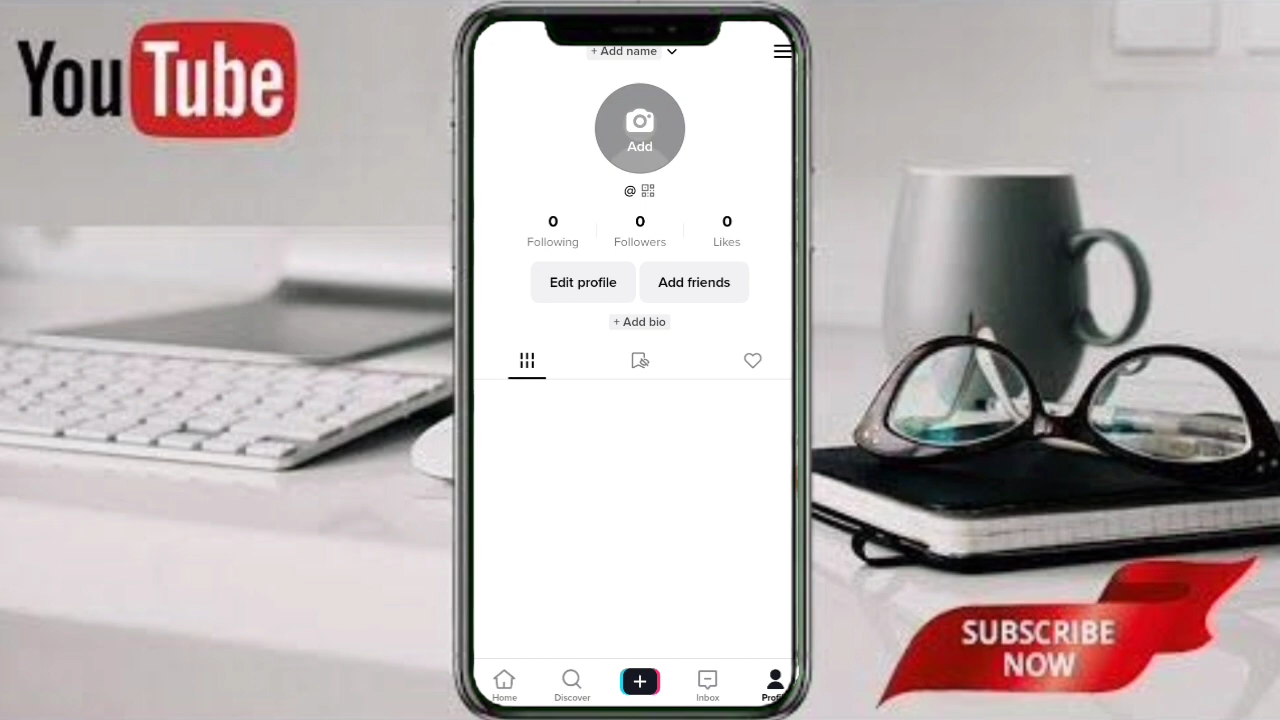 YouTube
+ Add name
Add
@
0 0 0
Following Followers Likes
Edit profile Add friends
+ Add bio
Home Discover Inbox Profi
SUBSCRIBE
NOW